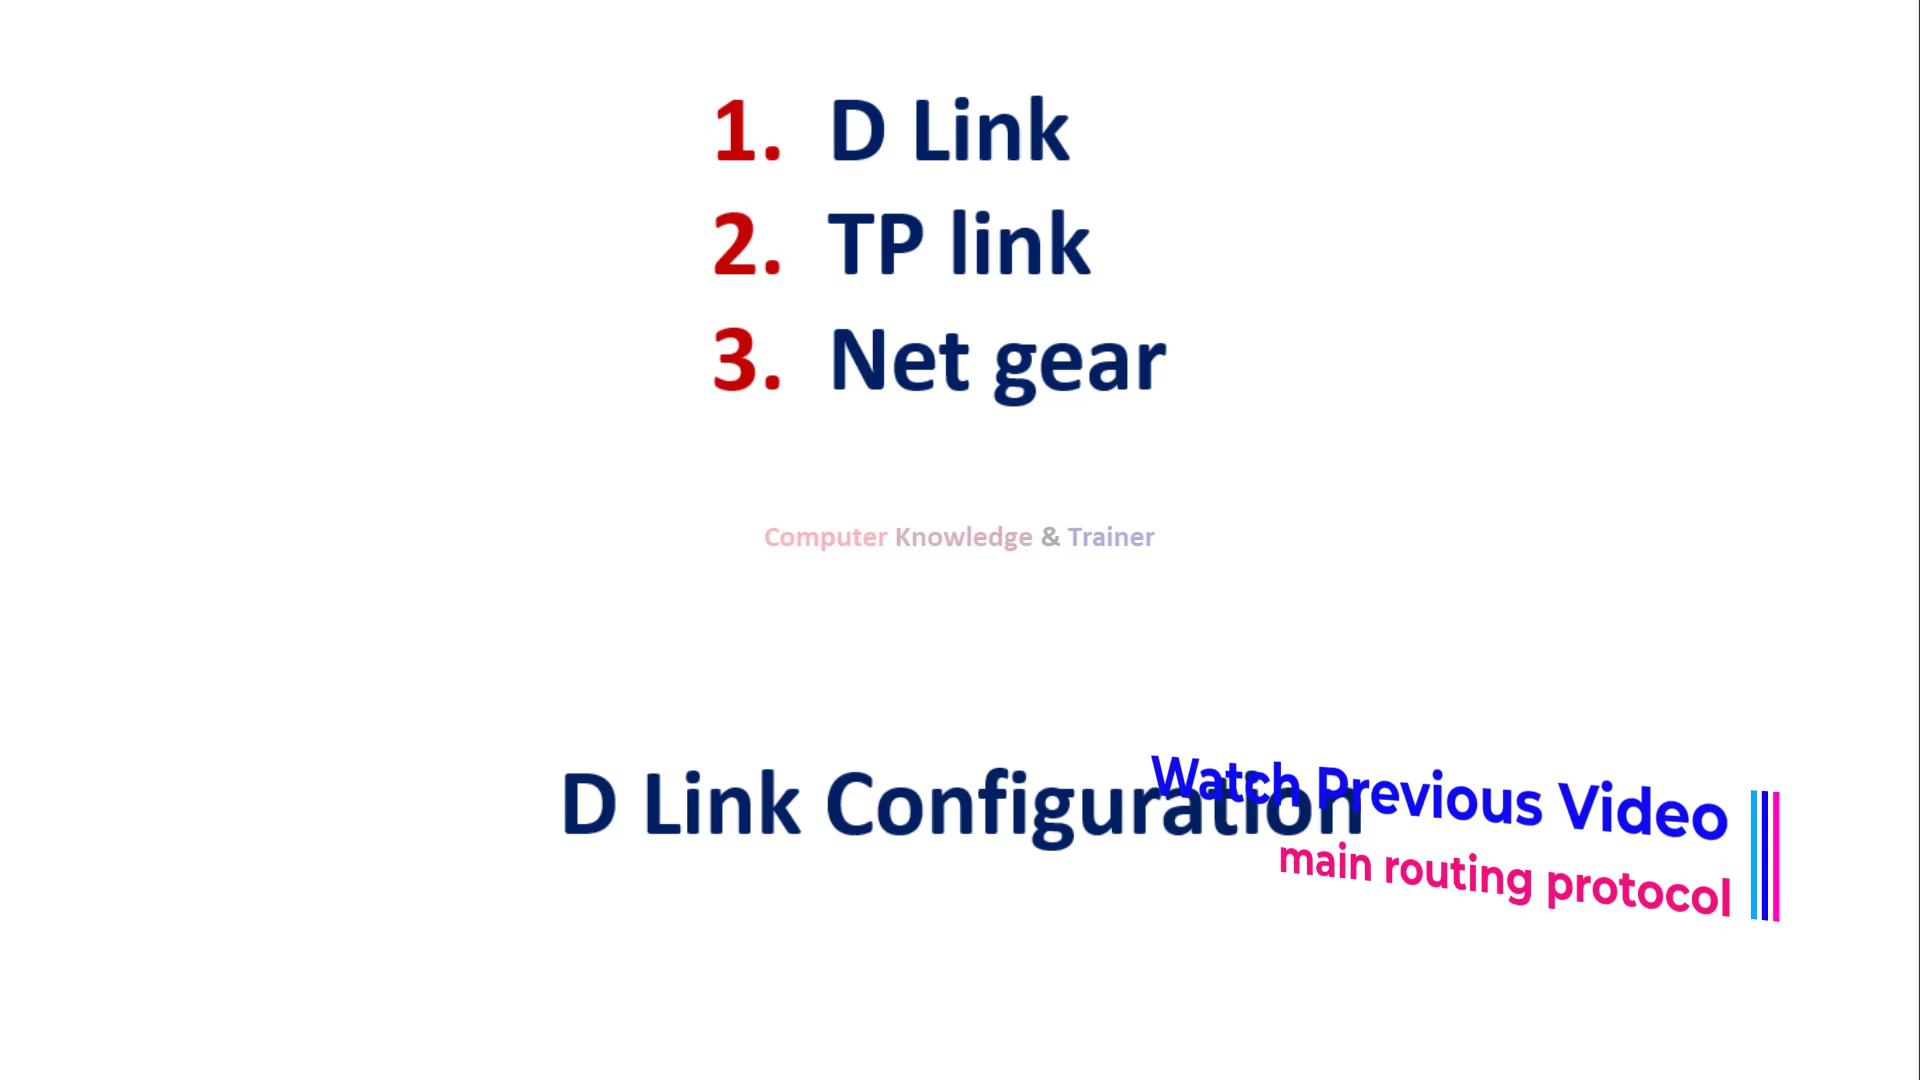 1. D Link
2. TP link
3. Net gear
Computer Knowledge & Trainer
D Link Configuration
Watch Previous Video
main routing protocol